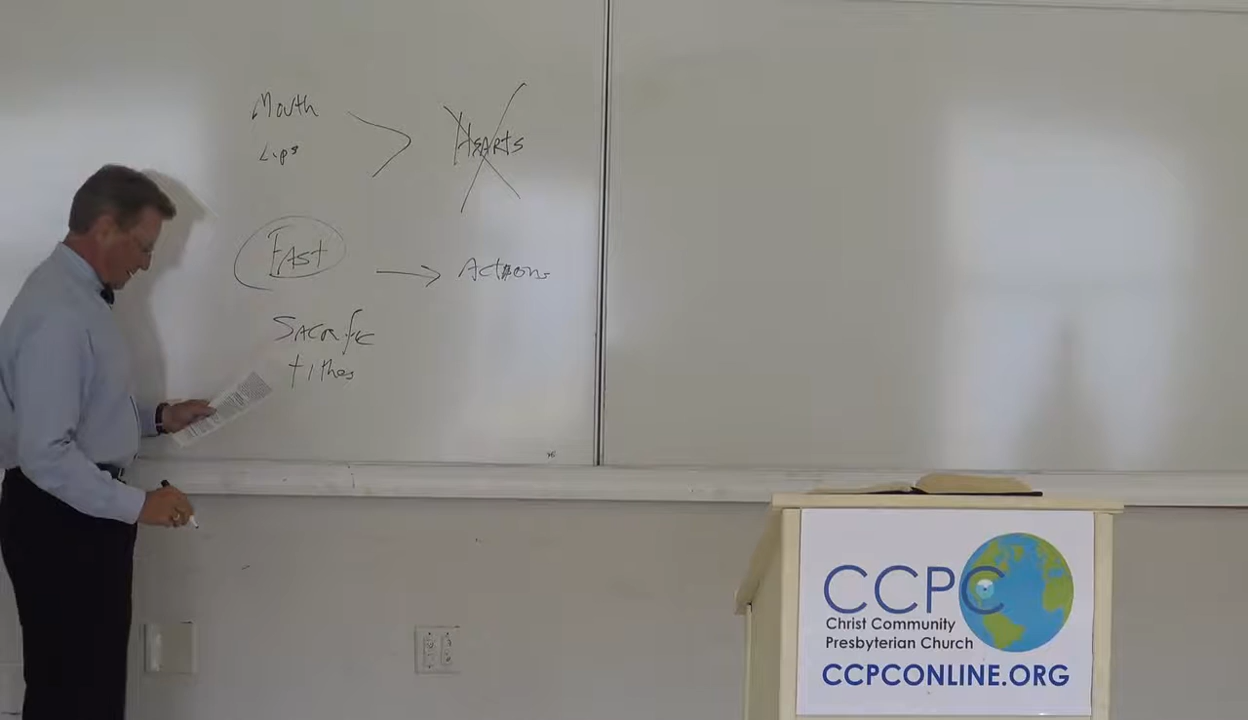 Mouth
Lips
Hearts
Fast
Actions
Sacrifice
tithes
CCPC
Christ Community
Presbyterian Church
CCPCONLINE.ORG